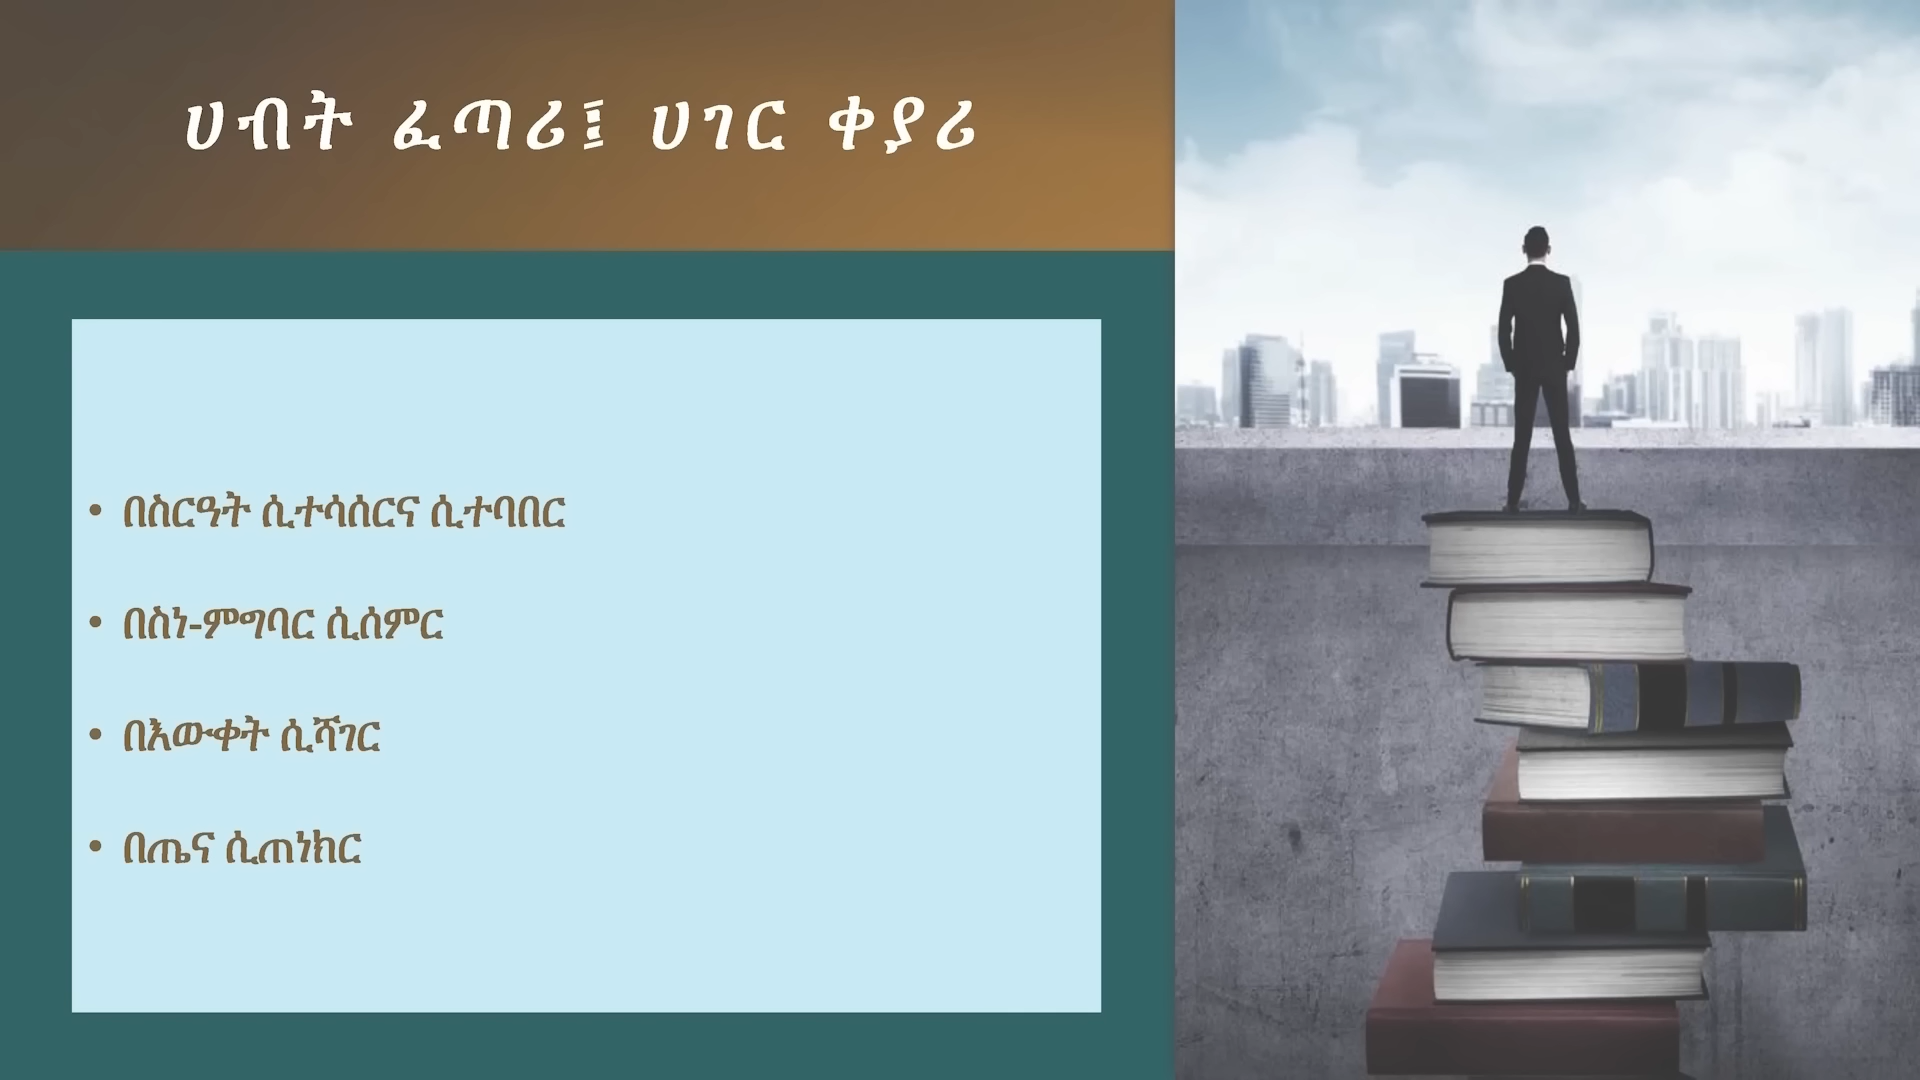 ሀብት ፈጣሪ፤ ሀገር ቀያሪ
• በስርዓት ሲተሳሰርና ሲተባበር
• በስነ-ምግባር ሲሰምር
• በእውቀት ሲሻገር
• በጤና ሲጠነክር